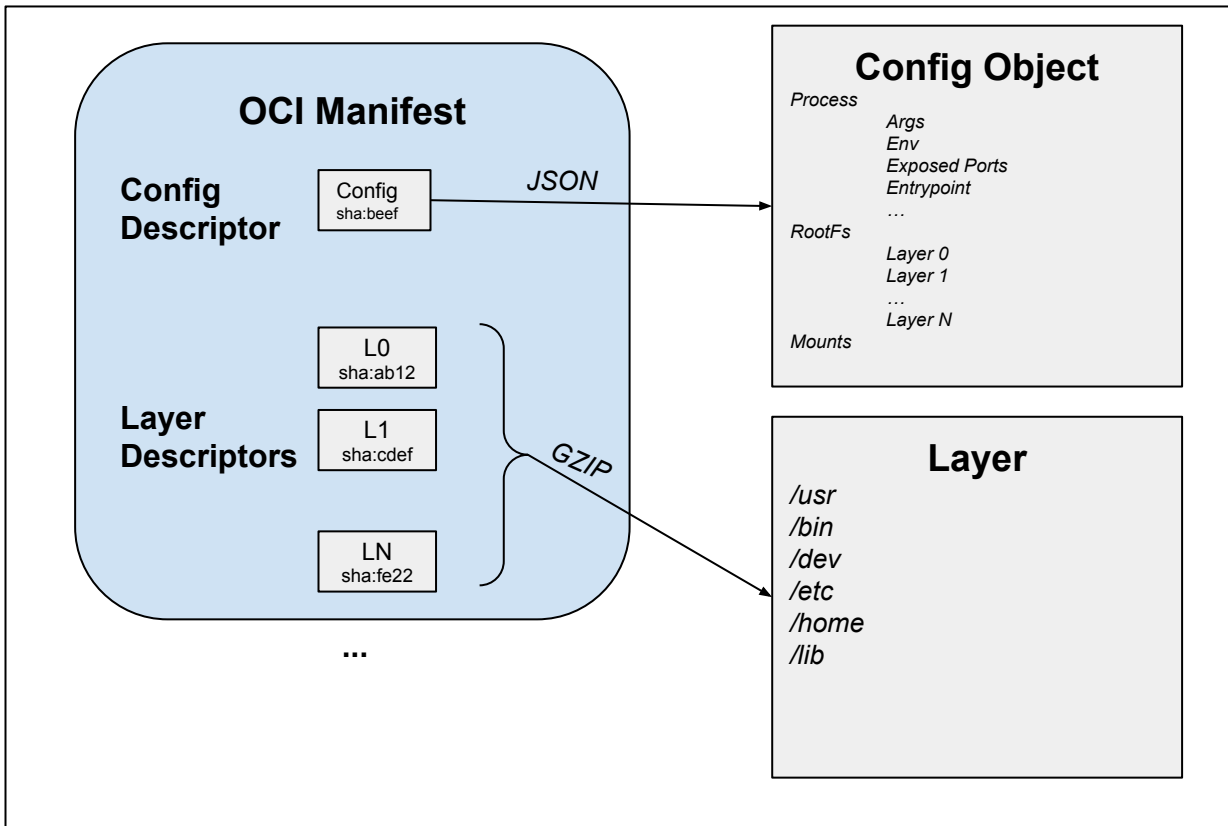 OCI Manifest
Config
Descriptor
Config
sha:beef
JSON
Layer
Descriptors
L0
sha:ab12
L1
sha:cdef
LN
sha:fe22
GZIP
...
Config Object
Process
Args
Env
Exposed Ports
Entrypoint
…
RootFs
Layer 0
Layer 1
…
Layer N
Mounts
Layer
/usr
/bin
/dev
/etc
/home
/lib